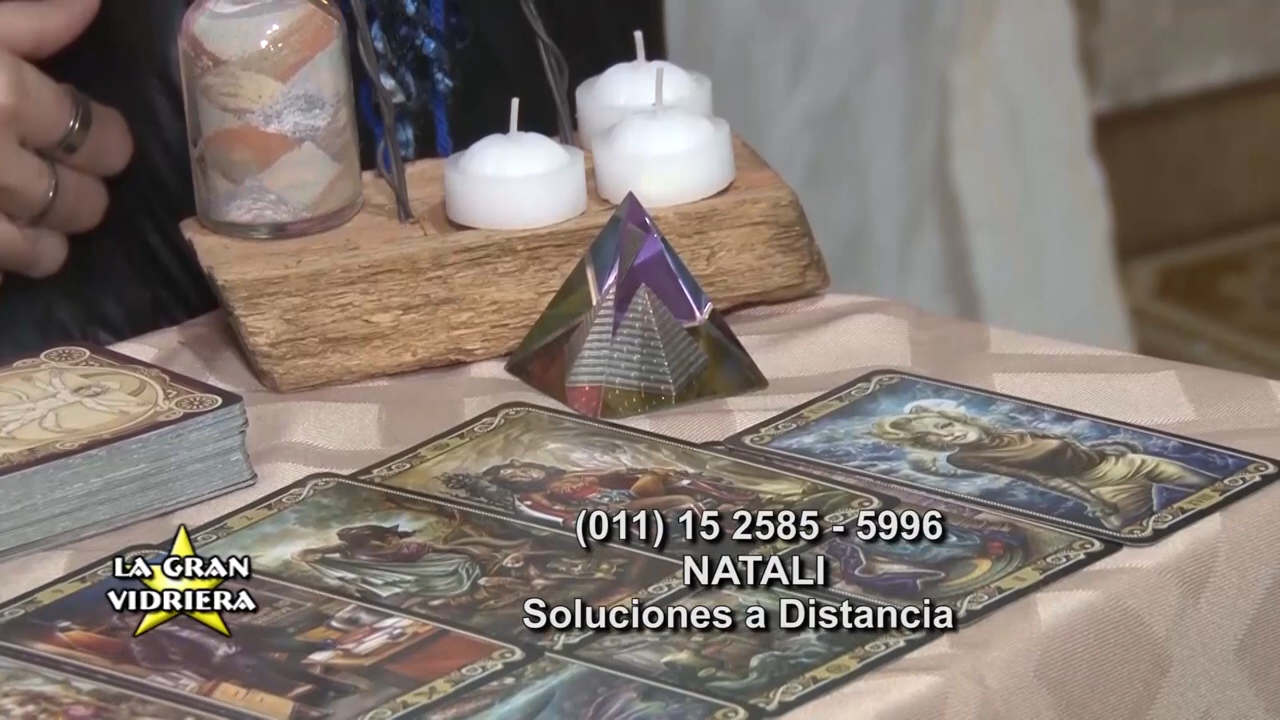 (011) 15 2585 - 5996
NATALI
Soluciones a Distancia
LA GRAN
VIDRIERA